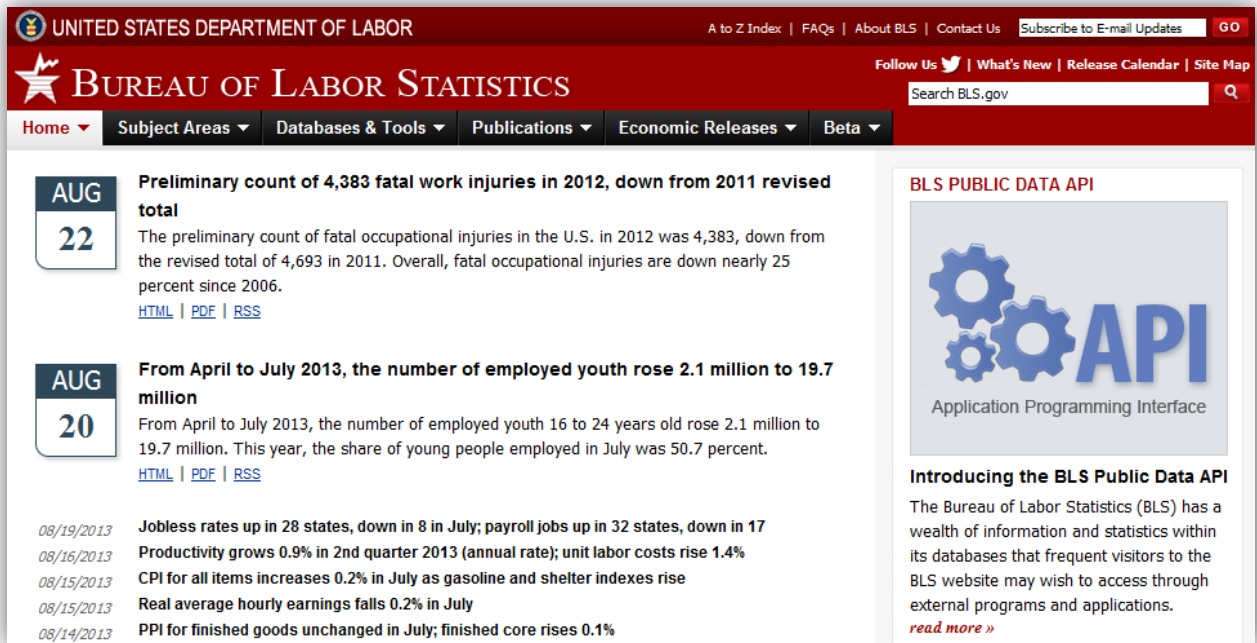 UNITED STATES DEPARTMENT OF LABOR
A to Z Index | FAQs | About BLS | Contact Us
Subscribe to E-mail Updates
GO
BUREAU OF LABOR STATISTICS
Follow Us | What's New | Release Calendar | Site Map
Search BLS.gov
Home Subject Areas Databases & Tools Publications Economic Releases Beta
AUG
22
Preliminary count of 4,383 fatal work injuries in 2012, down from 2011 revised
total
The preliminary count of fatal occupational injuries in the U.S. in 2012 was 4,383, down from
the revised total of 4,693 in 2011. Overall, fatal occupational injuries are down nearly 25
percent since 2006.
HTML | PDF | RSS
AUG
20
From April to July 2013, the number of employed youth rose 2.1 million to 19.7
million
From April to July 2013, the number of employed youth 16 to 24 years old rose 2.1 million to
19.7 million. This year, the share of young people employed in July was 50.7 percent.
HTML | PDF | RSS
08/19/2013 Jobless rates up in 28 states, down in 8 in July; payroll jobs up in 32 states, down in 17
08/16/2013 Productivity grows 0.9% in 2nd quarter 2013 (annual rate); unit labor costs rise 1.4%
08/15/2013 CPI for all items increases 0.2% in July as gasoline and shelter indexes rise
08/15/2013 Real average hourly earnings falls 0.2% in July
08/14/2013 PPI for finished goods unchanged in July; finished core rises 0.1%
BLS PUBLIC DATA API
API
Application Programming Interface
Introducing the BLS Public Data API
The Bureau of Labor Statistics (BLS) has a
wealth of information and statistics within
its databases that frequent visitors to the
BLS website may wish to access through
external programs and applications.
read more »